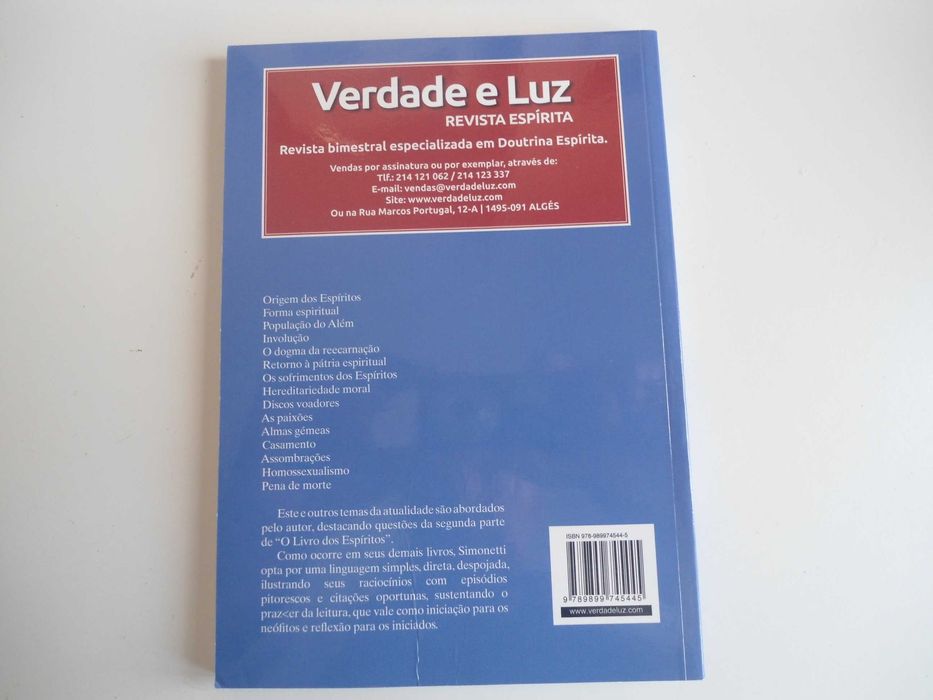 Verdade e Luz
REVISTA ESPÍRITA
Revista bimestral especializada em Doutrina Espírita.
Vendas por assinatura ou por exemplar, através de:
Tlf.: 214 121 062 / 214 123 337
E-mail: vendas@verdadeluz.com
Site: www.verdadeluz.com
Ou na Rua Marcos Portugal, 12-A | 1495-091 ALGÉS
Origem dos Espíritos
Forma espiritual
População do Além
Involução
O dogma da reecarnação
Retorno à pátria espiritual
Os sofrimentos dos Espíritos
Hereditariedade moral
Discos voadores
As paixões
Almas gémeas
Casamento
Assombrações
Homossexualismo
Pena de morte
Este e outros temas da atualidade são abordados
pelo autor, destacando questões da segunda parte
de “O Livro dos Espíritos”.
Como ocorre em seus demais livros, Simonetti
opta por uma linguagem simples, direta, despojada,
ilustrando seus raciocínios com episódios
pitorescos e citações oportunas, sustentando o
praz<er da leitura, que vale como iniciação para os
neófitos e reflexão para os iniciados.
ISBN 978-989974544-5
9 789899 745445
www.verdadeluz.com